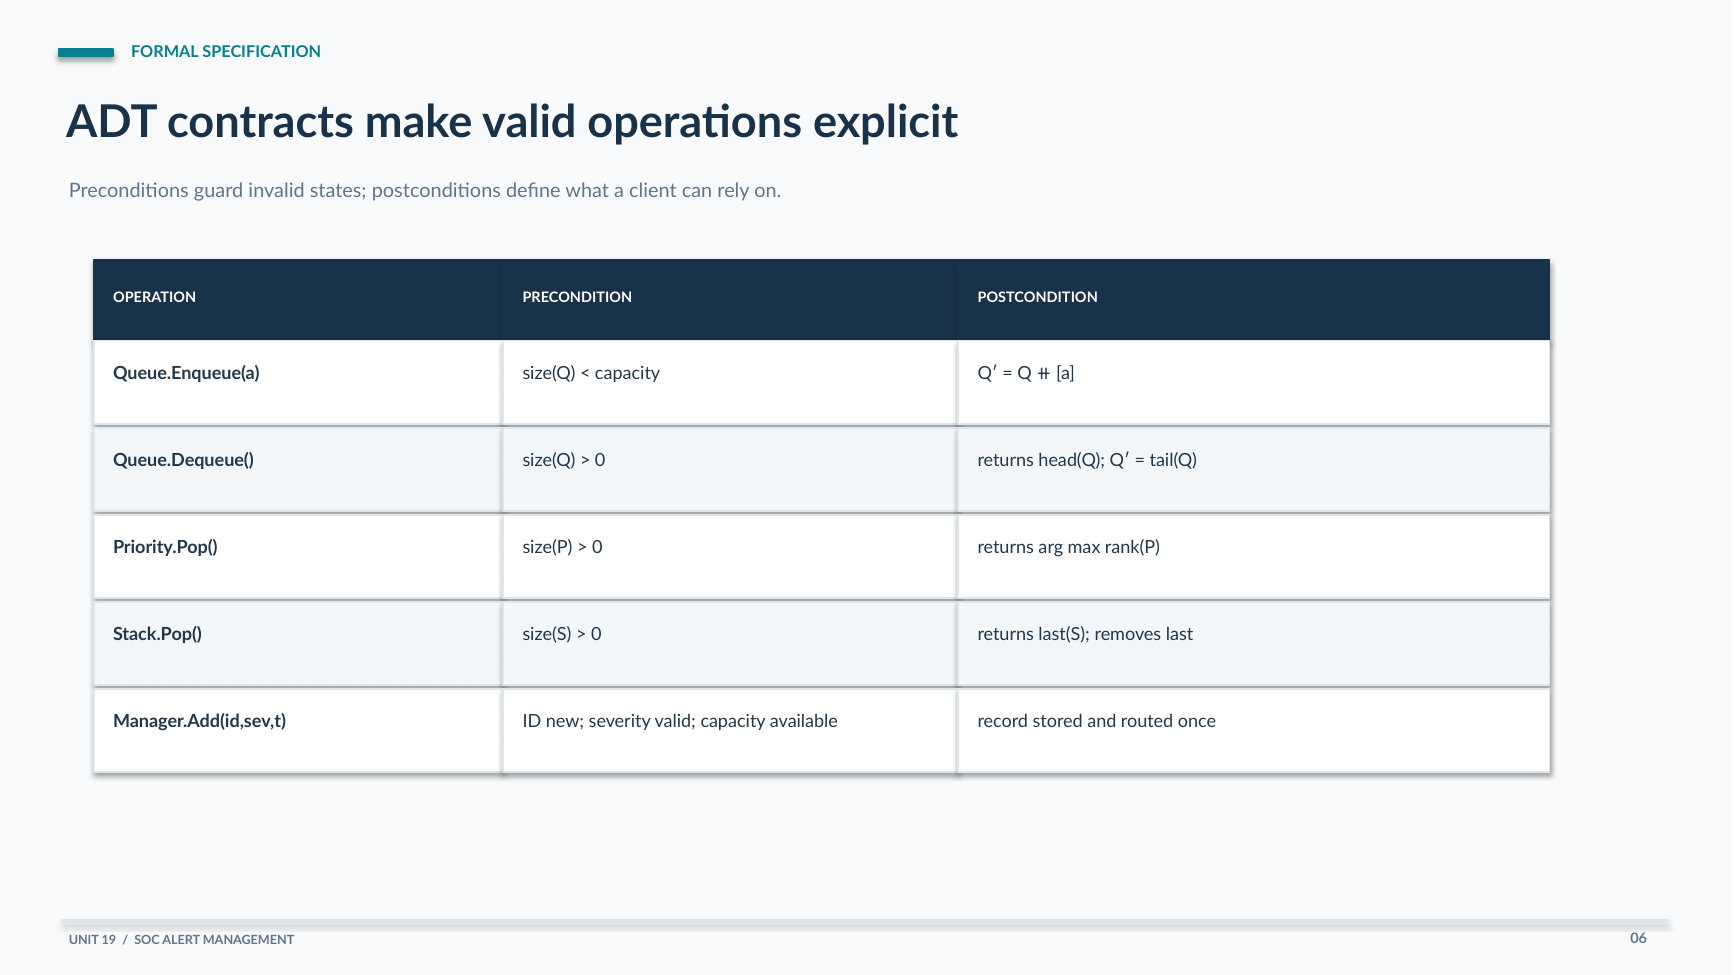 FORMAL SPECIFICATION
ADT contracts make valid operations explicit
Preconditions guard invalid states; postconditions define what a client can rely on.
OPERATION PRECONDITION POSTCONDITION
Queue.Enqueue(a) size(Q) < capacity Q′ = Q ⧺ [a]
Queue.Dequeue() size(Q) > 0 returns head(Q); Q′ = tail(Q)
Priority.Pop() size(P) > 0 returns arg max rank(P)
Stack.Pop() size(S) > 0 returns last(S); removes last
Manager.Add(id,sev,t) ID new; severity valid; capacity available record stored and routed once
UNIT 19 / SOC ALERT MANAGEMENT 06